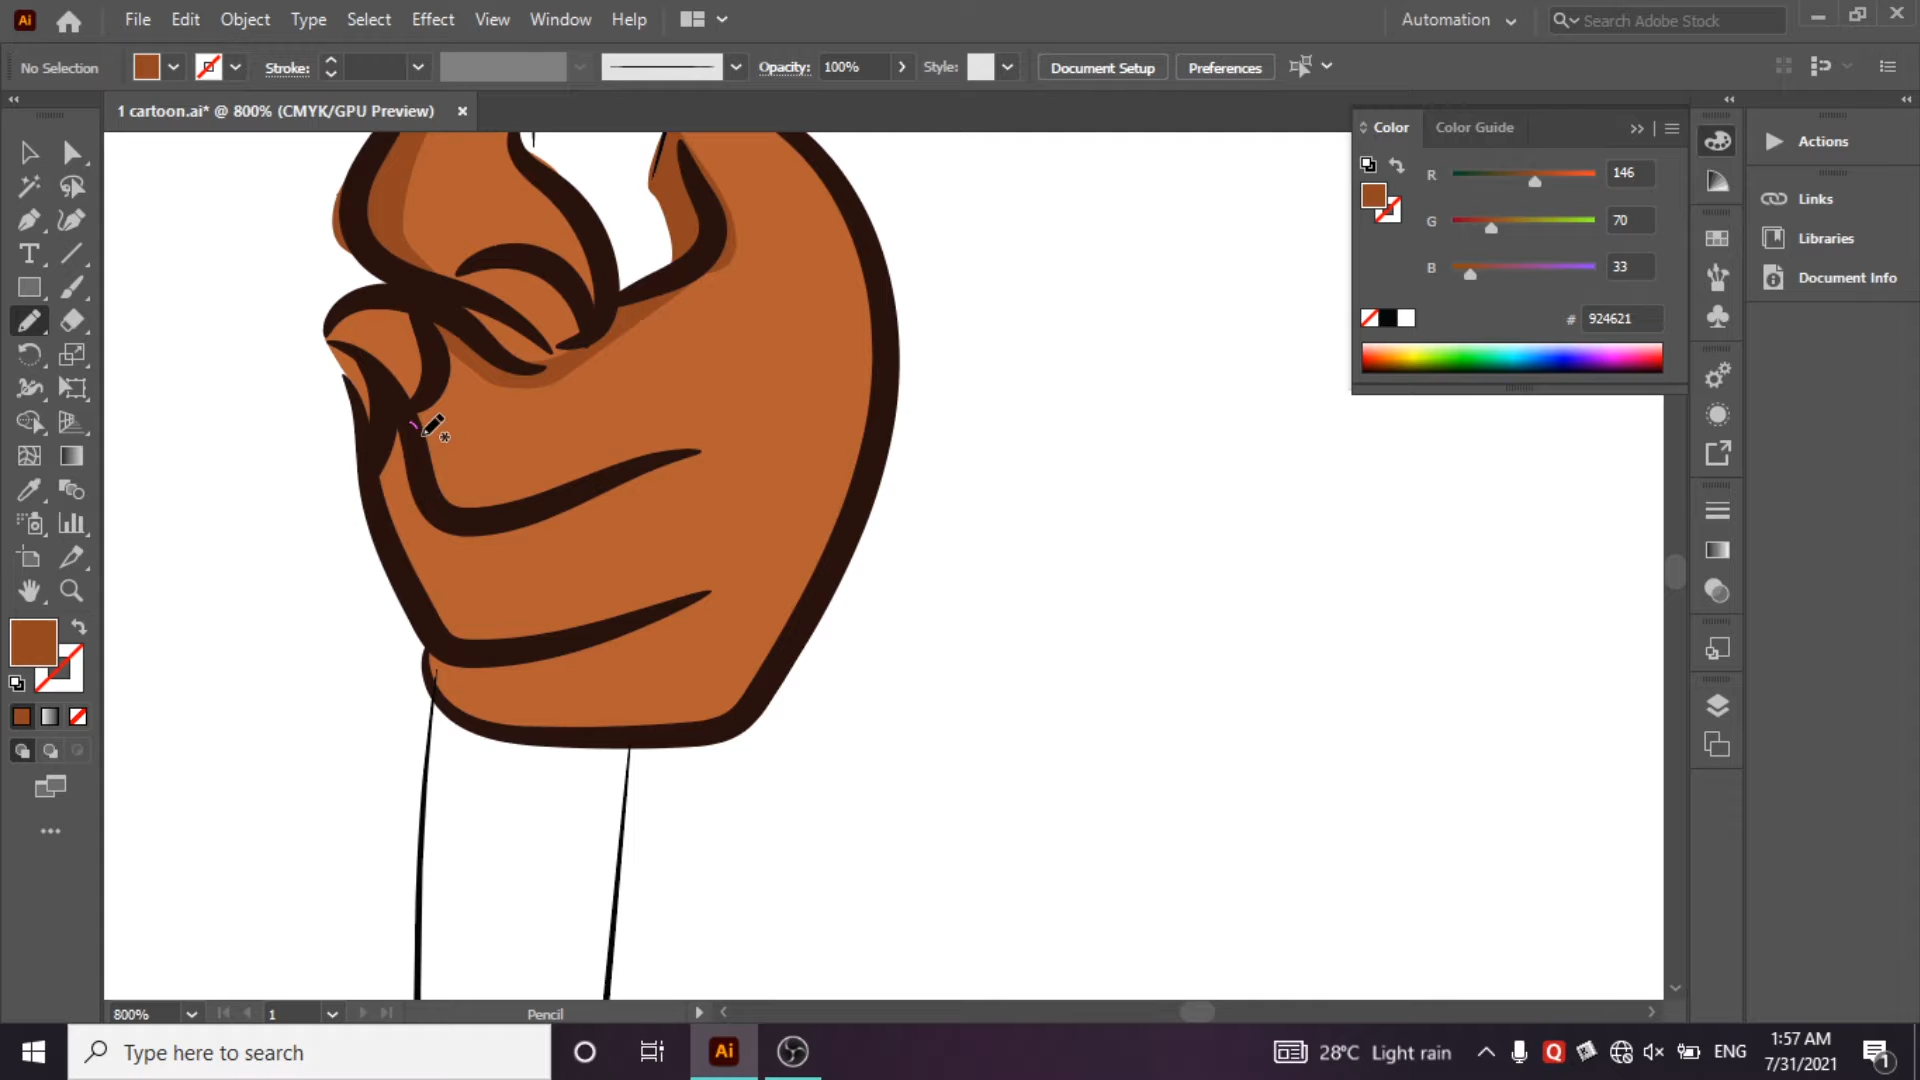 Ai File Edit Object Type Select Effect View Window Help Automation Search Adobe Stock
No Selection Stroke: Opacity: 100% Style: Document Setup Preferences
1 cartoon.ai* @ 800% (CMYK/GPU Preview)
Color Color Guide
R 146
G 70
B 33
# 924621
Actions
Links
Libraries
Document Info
800% 1 Pencil
Type here to search Ai 28°C Light rain ENG 1:57 AM
7/31/2021
1